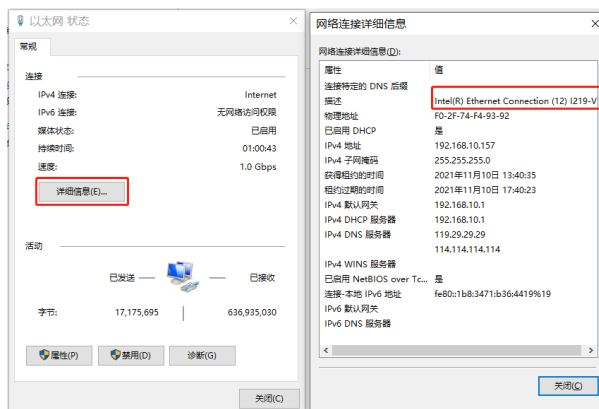 以太网 状态
常规
连接
IPv4 连接: Internet
IPv6 连接: 无网络访问权限
媒体状态: 已启用
持续时间: 01:00:43
速度: 1.0 Gbps
详细信息(E)...
活动
已发送 — — 已接收
字节: 17,175,695 636,935,030
属性(P) 禁用(D) 诊断(G)
关闭(C)
网络连接详细信息
网络连接详细信息(D):
属性 值
连接特定的 DNS 后缀
描述 Intel(R) Ethernet Connection (12) I219-V
物理地址 F0-2F-74-F4-93-92
已启用 DHCP 是
IPv4 地址 192.168.10.157
IPv4 子网掩码 255.255.255.0
获得租约的时间 2021年11月10日 13:40:35
租约过期的时间 2021年11月10日 17:40:23
IPv4 默认网关 192.168.10.1
IPv4 DHCP 服务器 192.168.10.1
IPv4 DNS 服务器 119.29.29.29
114.114.114.114
IPv4 WINS 服务器
已启用 NetBIOS over Tc... 是
连接-本地 IPv6 地址 fe80::1b8:3471:b36:4419%19
IPv6 默认网关
IPv6 DNS 服务器
关闭(C)